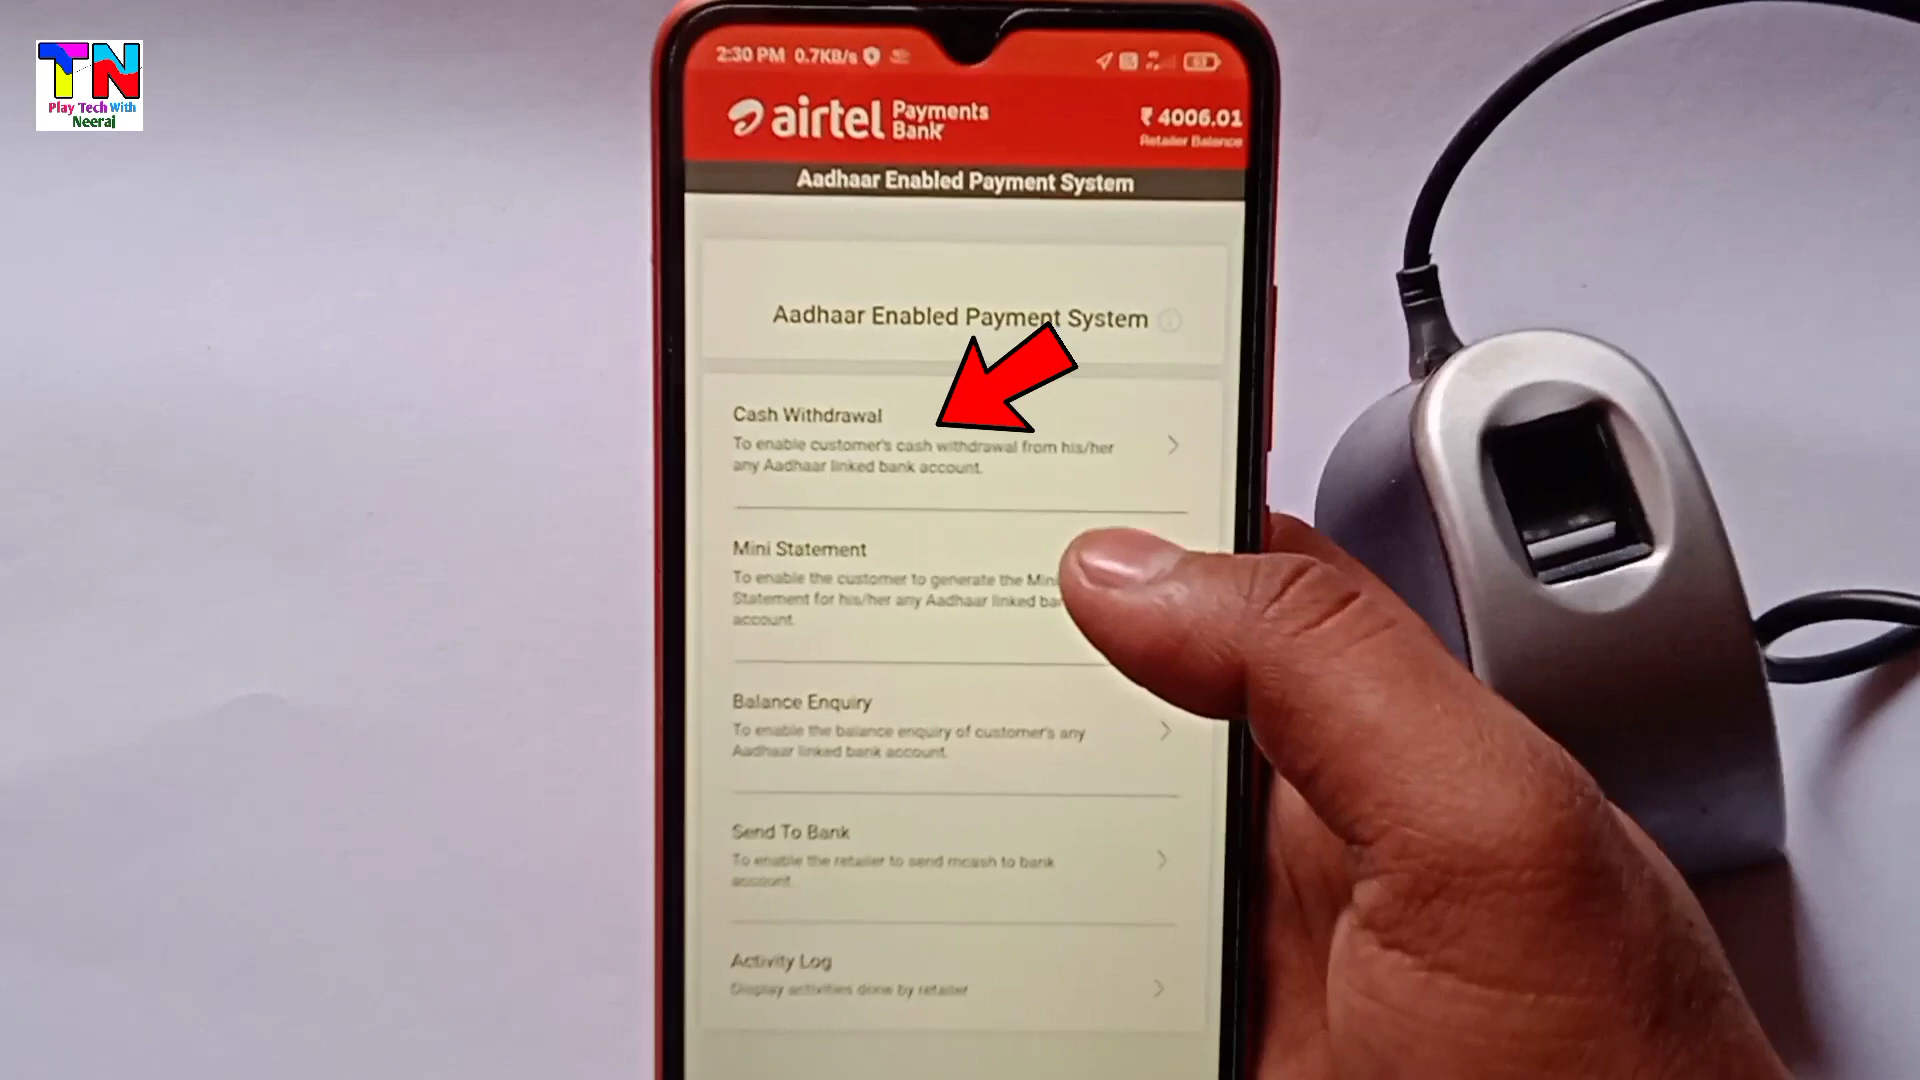 TN
Play Tech With
Neeraj
2:30 PM 0.7KB/s
airtel Payments Bank
₹ 4006.01
Retailer Balance
Aadhaar Enabled Payment System
Aadhaar Enabled Payment System
Cash Withdrawal
To enable customer's cash withdrawal from his/her
any Aadhaar linked bank account.
Mini Statement
To enable the customer to generate the Mini
Statement for his/her any Aadhaar linked
account.
Balance Enquiry
To enable the balance enquiry of customer's any
Aadhaar linked bank account.
Send To Bank
To enable the retailer to send mcash to bank
account.
Activity Log
Display activities done by retailer